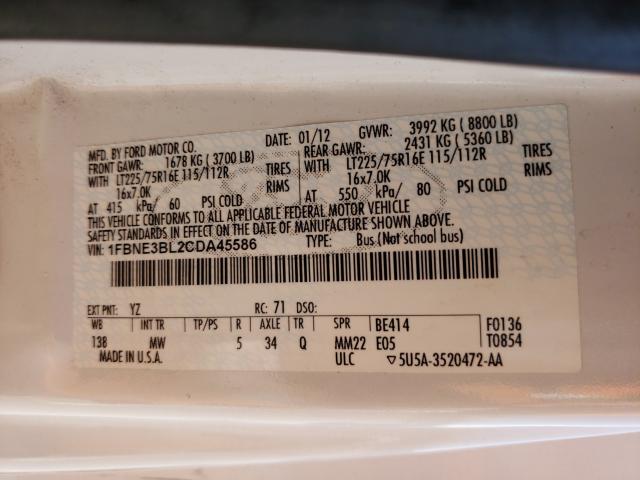 MFD. BY FORD MOTOR CO. DATE: 01/12 GVWR: 3992 KG ( 8800 LB)
FRONT GAWR: 1678 KG ( 3700 LB) REAR GAWR: 2431 KG ( 5360 LB)
WITH LT225/75R16E 115/112R TIRES WITH LT225/75R16E 115/112R TIRES
16x7.0K RIMS 16x7.0K RIMS
AT 415 kPa/ 60 PSI COLD AT 550 kPa/ 80 PSI COLD
THIS VEHICLE CONFORMS TO ALL APPLICABLE FEDERAL MOTOR VEHICLE
SAFETY STANDARDS IN EFFECT ON THE DATE OF MANUFACTURE SHOWN ABOVE.
VIN: 1FBNE3BL2CDA45586 TYPE: Bus (Not school bus)
EXT PNT: YZ RC: 71 DSO:
WB INT TR TP/PS R AXLE TR SPR BE414 F0136
138 MW 5 34 Q MM22 E05 T0854
MADE IN U.S.A. ULC ▽5U5A-3520472-AA